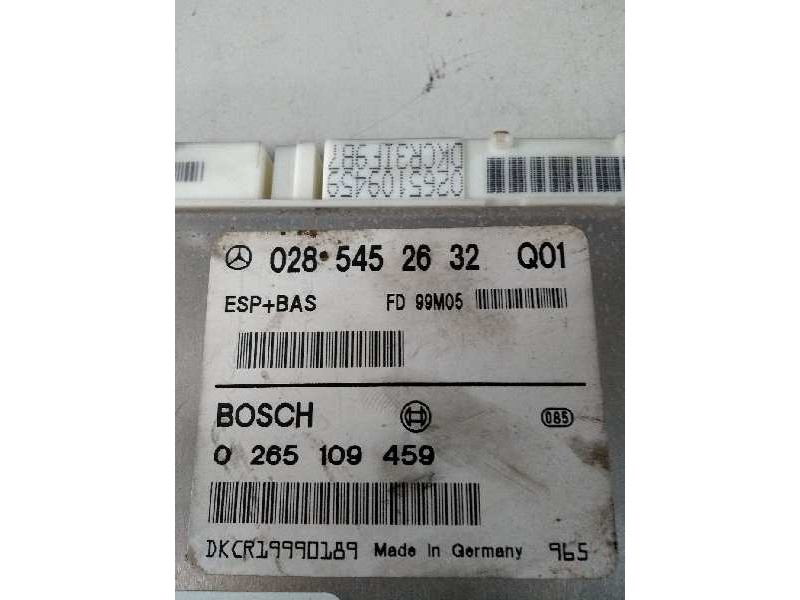 DKCR3IF9B7
0265109459
028 545 26 32 Q01
ESP+BAS FD 99M05
BOSCH 085
0 265 109 459
DKCR19990189 Made in Germany 965